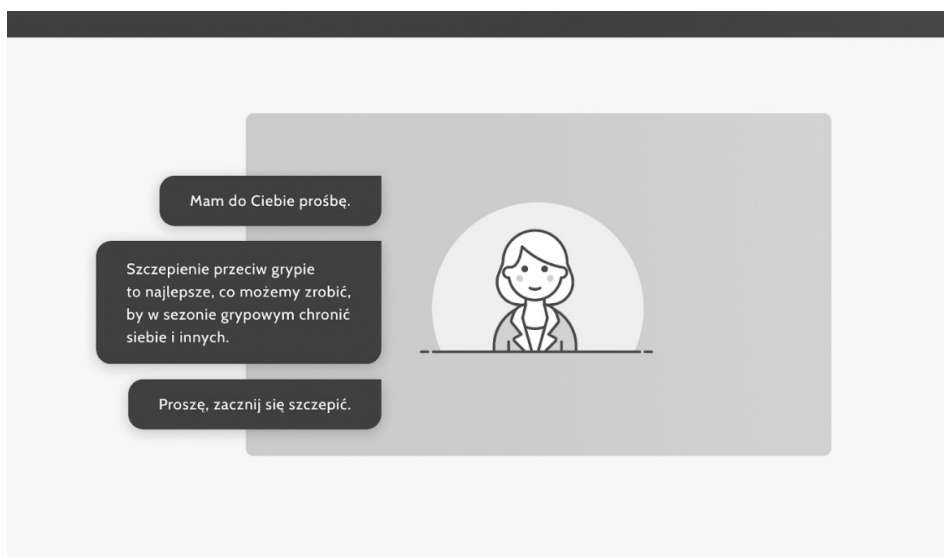 Mam do Ciebie prośbę.
Szczepienie przeciw grypie
to najlepsze, co możemy zrobić,
by w sezonie grypowym chronić
siebie i innych.
Proszę, zacznij się szczepić.